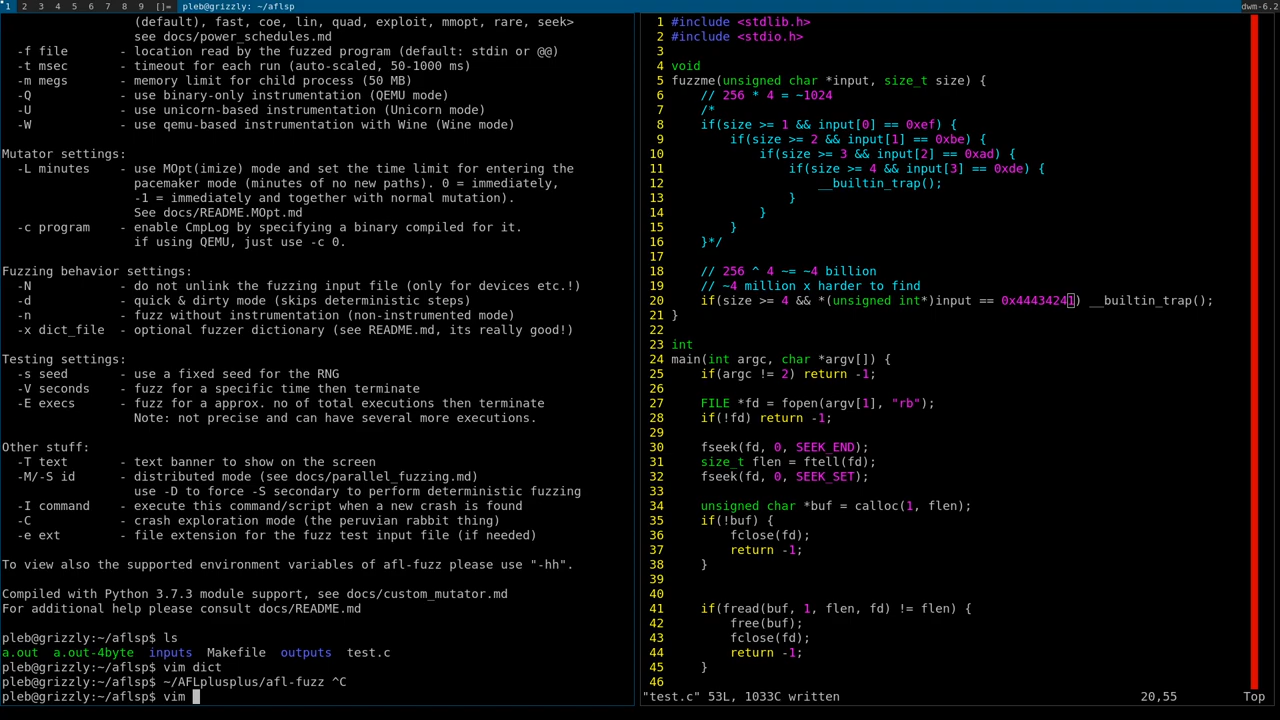 1 2 3 4 5 6 7 8 9 []= pleb@grizzly: ~/aflsp dwm-6.2
(default), fast, coe, lin, quad, exploit, mmopt, rare, seek>
see docs/power_schedules.md
-f file - location read by the fuzzed program (default: stdin or @@)
-t msec - timeout for each run (auto-scaled, 50-1000 ms)
-m megs - memory limit for child process (50 MB)
-Q - use binary-only instrumentation (QEMU mode)
-U - use unicorn-based instrumentation (Unicorn mode)
-W - use qemu-based instrumentation with Wine (Wine mode)
Mutator settings:
-L minutes - use MOpt(imize) mode and set the time limit for entering the
pacemaker mode (minutes of no new paths). 0 = immediately,
-1 = immediately and together with normal mutation).
See docs/README.MOpt.md
-c program - enable CmpLog by specifying a binary compiled for it.
if using QEMU, just use -c 0.
Fuzzing behavior settings:
-N - do not unlink the fuzzing input file (only for devices etc.!)
-d - quick & dirty mode (skips deterministic steps)
-n - fuzz without instrumentation (non-instrumented mode)
-x dict_file - optional fuzzer dictionary (see README.md, its really good!)
Testing settings:
-s seed - use a fixed seed for the RNG
-V seconds - fuzz for a specific time then terminate
-E execs - fuzz for a approx. no of total executions then terminate
Note: not precise and can have several more executions.
Other stuff:
-T text - text banner to show on the screen
-M/-S id - distributed mode (see docs/parallel_fuzzing.md)
use -D to force -S secondary to perform deterministic fuzzing
-I command - execute this command/script when a new crash is found
-C - crash exploration mode (the peruvian rabbit thing)
-e ext - file extension for the fuzz test input file (if needed)
To view also the supported environment variables of afl-fuzz please use "-hh".
Compiled with Python 3.7.3 module support, see docs/custom_mutator.md
For additional help please consult docs/README.md
pleb@grizzly:~/aflsp$ ls
a.out a.out-4byte inputs Makefile outputs test.c
pleb@grizzly:~/aflsp$ vim dict
pleb@grizzly:~/aflsp$ ~/AFLplusplus/afl-fuzz ^C
pleb@grizzly:~/aflsp$ vim
1 #include <stdlib.h>
2 #include <stdio.h>
3
4 void
5 fuzzme(unsigned char *input, size_t size) {
6 // 256 * 4 = ~1024
7 /*
8 if(size >= 1 && input[0] == 0xef) {
9 if(size >= 2 && input[1] == 0xbe) {
10 if(size >= 3 && input[2] == 0xad) {
11 if(size >= 4 && input[3] == 0xde) {
12 __builtin_trap();
13 }
14 }
15 }
16 }*/
17
18 // 256 ^ 4 ~= ~4 billion
19 // ~4 million x harder to find
20 if(size >= 4 && *(unsigned int*)input == 0x44434241) __builtin_trap();
21 }
22
23 int
24 main(int argc, char *argv[]) {
25 if(argc != 2) return -1;
26
27 FILE *fd = fopen(argv[1], "rb");
28 if(!fd) return -1;
29
30 fseek(fd, 0, SEEK_END);
31 size_t flen = ftell(fd);
32 fseek(fd, 0, SEEK_SET);
33
34 unsigned char *buf = calloc(1, flen);
35 if(!buf) {
36 fclose(fd);
37 return -1;
38 }
39
40
41 if(fread(buf, 1, flen, fd) != flen) {
42 free(buf);
43 fclose(fd);
44 return -1;
45 }
46
"test.c" 53L, 1033C written 20,55 Top